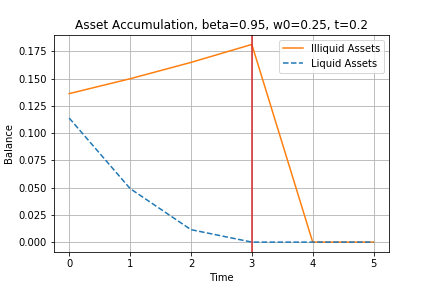 Asset Accumulation, beta=0.95, w0=0.25, t=0.2
Illiquid Assets
Liquid Assets
Balance
0.175
0.150
0.125
0.100
0.075
0.050
0.025
0.000
0 1 2 3 4 5
Time